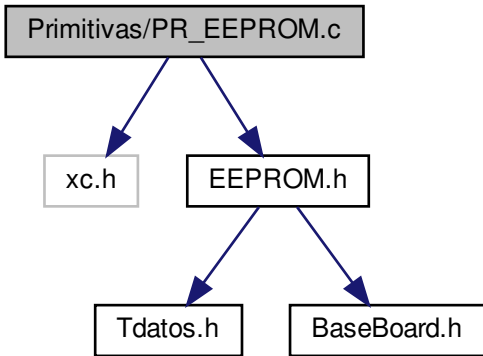 Primitivas/PR_EEPROM.c
xc.h
EEPROM.h
Tdatos.h
BaseBoard.h